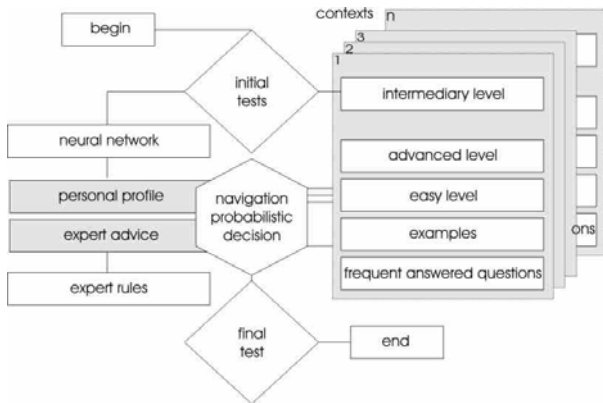 begin
contexts
n
3
2
1
initial
tests
intermediary level
neural network
advanced level
personal profile
navigation
probabilistic
decision
easy level
expert advice
examples
ons
expert rules
frequent answered questions
final
test
end